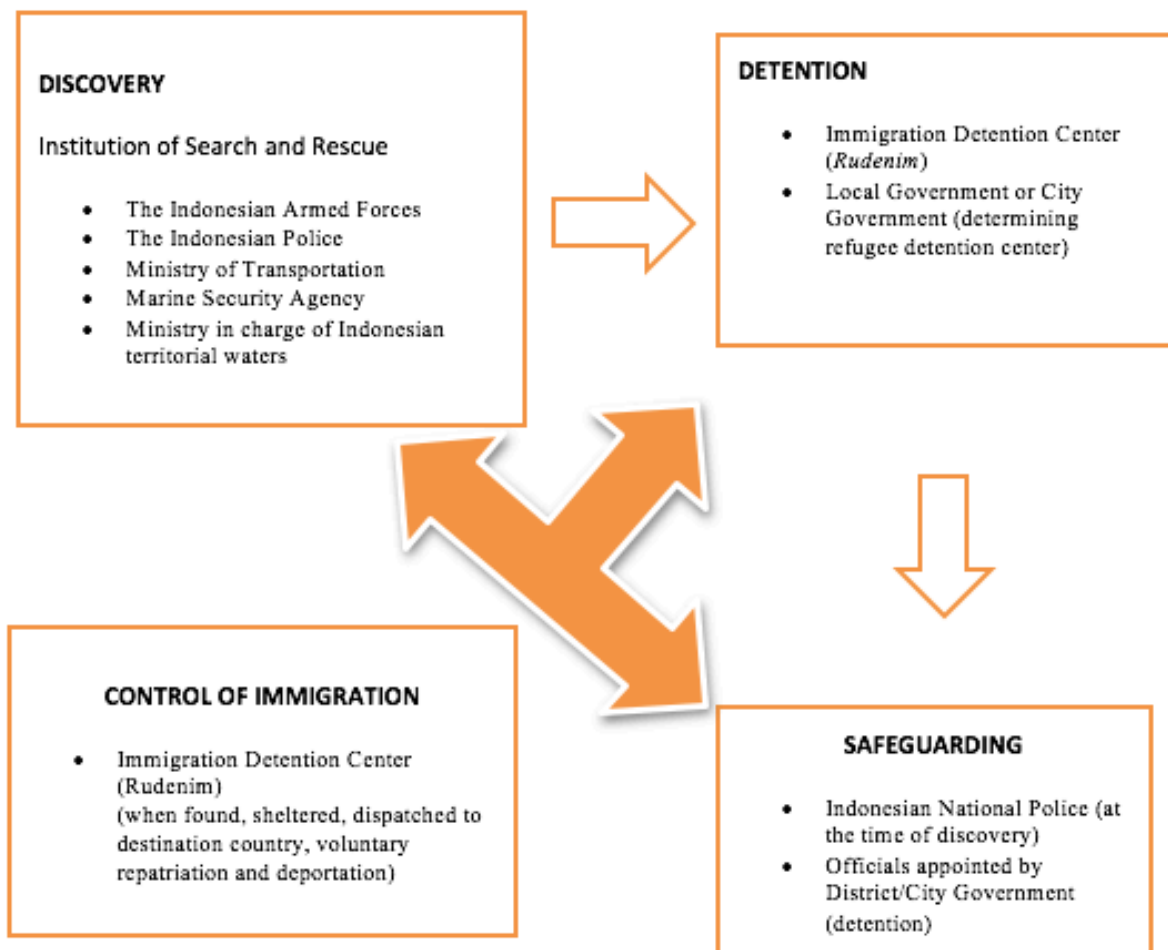 DISCOVERY
Institution of Search and Rescue
• The Indonesian Armed Forces
• The Indonesian Police
• Ministry of Transportation
• Marine Security Agency
• Ministry in charge of Indonesian
territorial waters
DETENTION
• Immigration Detention Center
(Rudenim)
• Local Government or City
Government (determining
refugee detention center)
CONTROL OF IMMIGRATION
• Immigration Detention Center
(Rudenim)
(when found, sheltered, dispatched to
destination country, voluntary
repatriation and deportation)
SAFEGUARDING
• Indonesian National Police (at
the time of discovery)
• Officials appointed by
District/City Government
(detention)